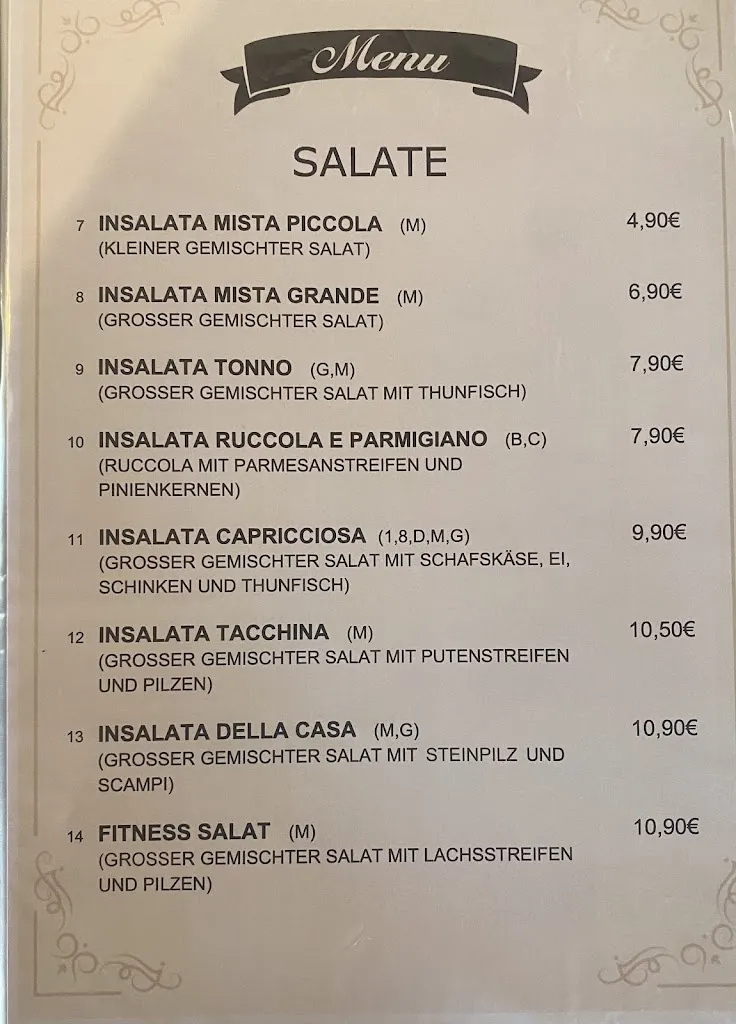 Menu
SALATE
7 INSALATA MISTA PICCOLA (M) 4,90€
(KLEINER GEMISCHTER SALAT)
8 INSALATA MISTA GRANDE (M) 6,90€
(GROSSER GEMISCHTER SALAT)
9 INSALATA TONNO (G,M) 7,90€
(GROSSER GEMISCHTER SALAT MIT THUNFISCH)
10 INSALATA RUCCOLA E PARMIGIANO (B,C) 7,90€
(RUCCOLA MIT PARMESANSTREIFEN UND
PINIENKERNEN)
11 INSALATA CAPRICCIOSA (1,8,D,M,G) 9,90€
(GROSSER GEMISCHTER SALAT MIT SCHAFSKÄSE, EI,
SCHINKEN UND THUNFISCH)
12 INSALATA TACCHINA (M) 10,50€
(GROSSER GEMISCHTER SALAT MIT PUTENSTREIFEN
UND PILZEN)
13 INSALATA DELLA CASA (M,G) 10,90€
(GROSSER GEMISCHTER SALAT MIT STEINPILZ UND
SCAMPI)
14 FITNESS SALAT (M) 10,90€
(GROSSER GEMISCHTER SALAT MIT LACHSSTREIFEN
UND PILZEN)